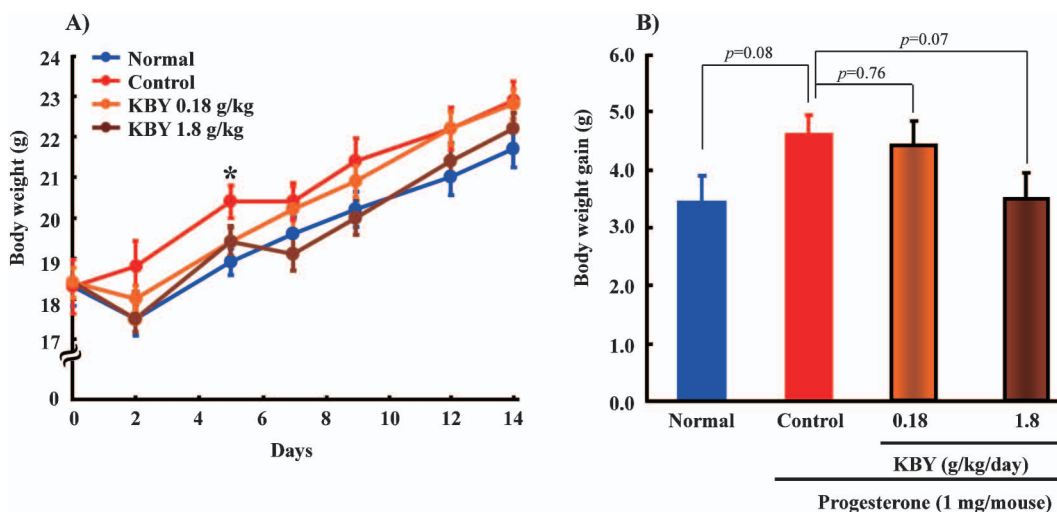 A)
24
23
22
21
20
19
18
17
0
Body weight (g)
Normal
Control
KBY 0.18 g/kg
KBY 1.8 g/kg
*
0 2 4 6 8 10 12 14
Days
B)
6.0
5.0
4.0
3.0
2.0
1.0
0.0
Body weight gain (g)
p=0.07
p=0.08
p=0.76
Normal Control 0.18 1.8
KBY (g/kg/day)
Progesterone (1 mg/mouse)